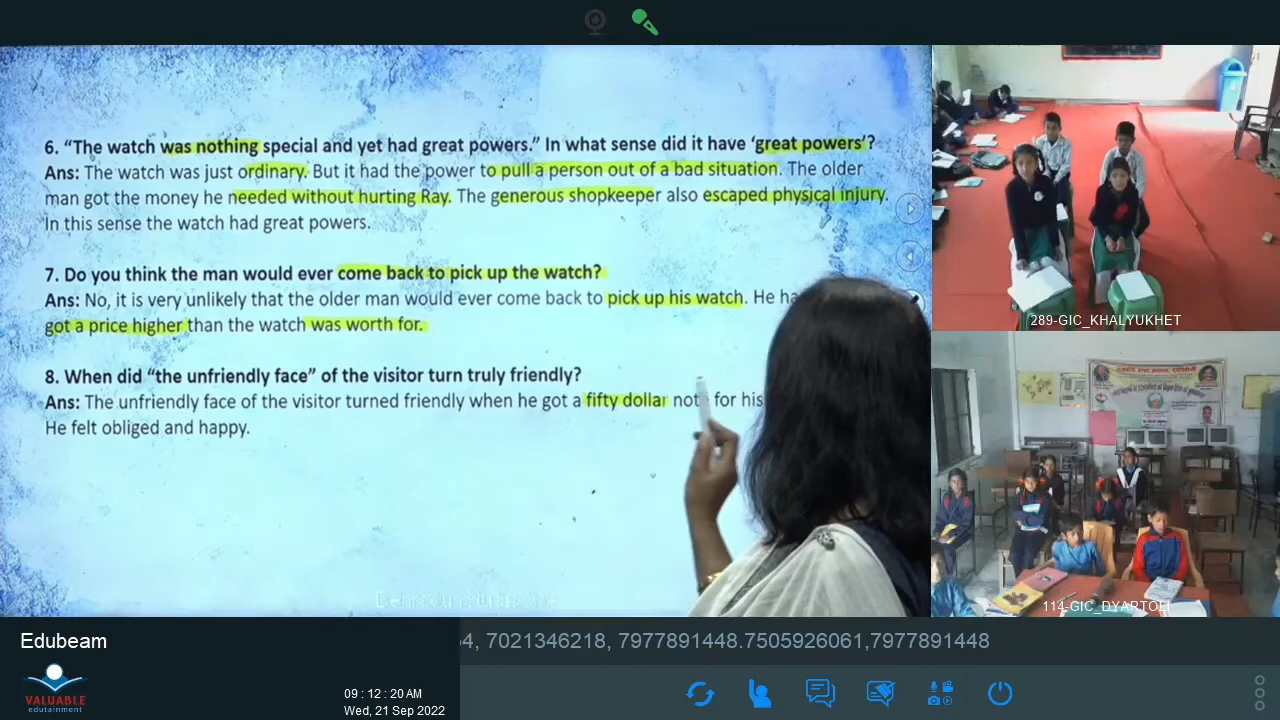 6. “The watch was nothing special and yet had great powers.” In what sense did it have ‘great powers’?
Ans: The watch was just ordinary. But it had the power to pull a person out of a bad situation. The older
man got the money he needed without hurting Ray. The generous shopkeeper also escaped physical injury.
In this sense the watch had great powers.
7. Do you think the man would ever come back to pick up the watch?
Ans: No, it is very unlikely that the older man would ever come back to pick up his watch. He
got a price higher than the watch was worth for.
8. When did “the unfriendly face” of the visitor turn truly friendly?
Ans: The unfriendly face of the visitor turned friendly when he got a fifty dollar for his
He felt obliged and happy.
289-GIC_KHALYUKHET
114-GIC_DYARTOLI
Edubeam
4, 7021346218, 7977891448.7505926061,7977891448
VALUABLE
edutainment
09 : 12 : 20 AM
Wed, 21 Sep 2022